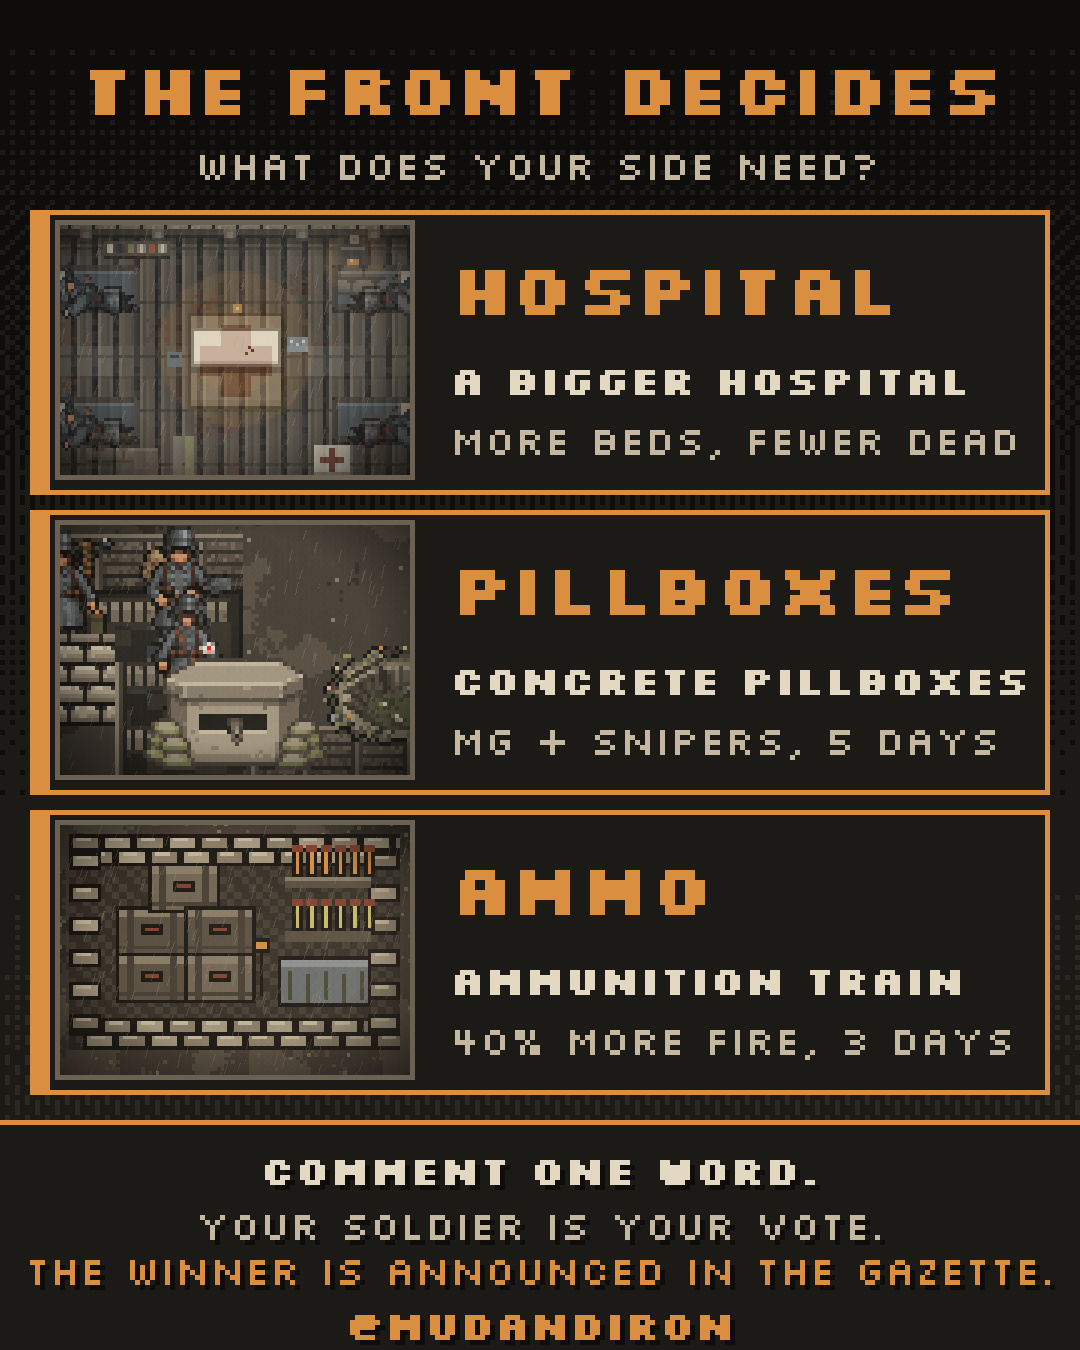 THE FRONT DECIDES
WHAT DOES YOUR SIDE NEED?
HOSPITAL
A BIGGER HOSPITAL
MORE BEDS, FEWER DEAD
PILLBOXES
CONCRETE PILLBOXES
MG + SNIPERS, 5 DAYS
AMMO
AMMUNITION TRAIN
40% MORE FIRE, 3 DAYS
COMMENT ONE WORD.
YOUR SOLDIER IS YOUR VOTE.
THE WINNER IS ANNOUNCED IN THE GAZETTE.
@MUDANDIRON